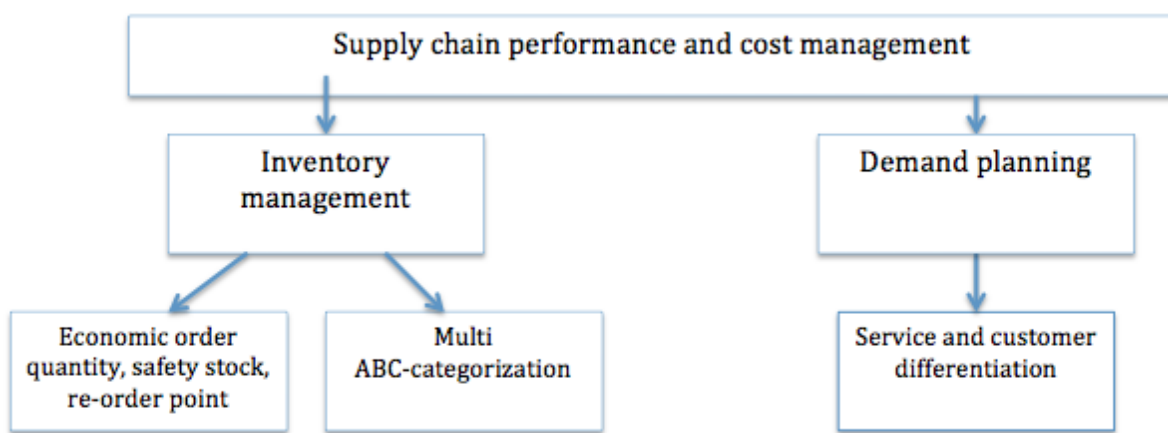 Supply chain performance and cost management
Inventory
management
Demand planning
Economic order
quantity, safety stock,
re-order point
Multi
ABC-categorization
Service and customer
differentiation